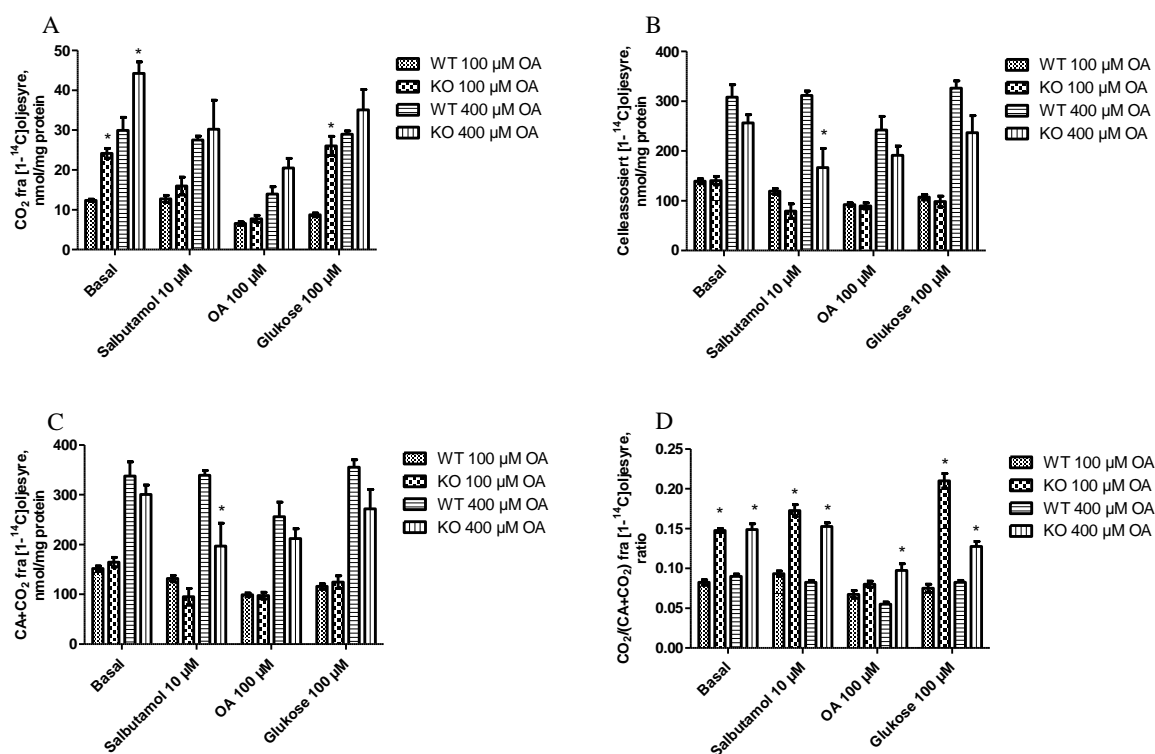 A
CO₂ fra [1-¹⁴C]oljesyre,
nmol/mg protein
50
40
30
20
10
0
*
*
*
Basal
Salbutamol 10 µM
OA 100 µM
Glukose 100 µM
WT 100 µM OA
KO 100 µM OA
WT 400 µM OA
KO 400 µM OA
B
Celleassosiert [1-¹⁴C]oljesyre,
nmol/mg protein
400
300
200
100
0
*
Basal
Salbutamol 10 µM
OA 100 µM
Glukose 100 µM
WT 100 µM OA
KO 100 µM OA
WT 400 µM OA
KO 400 µM OA
C
CA+CO₂ fra [1-¹⁴C]oljesyre,
nmol/mg protein
400
300
200
100
0
*
Basal
Salbutamol 10 µM
OA 100 µM
Glukose 100 µM
WT 100 µM OA
KO 100 µM OA
WT 400 µM OA
KO 400 µM OA
D
CO₂/(CA+CO₂) fra [1-¹⁴C]oljesyre,
ratio
0.25
0.20
0.15
0.10
0.05
0.00
*
*
*
*
*
*
*
Basal
Salbutamol 10 µM
OA 100 µM
Glukose 100 µM
WT 100 µM OA
KO 100 µM OA
WT 400 µM OA
KO 400 µM OA